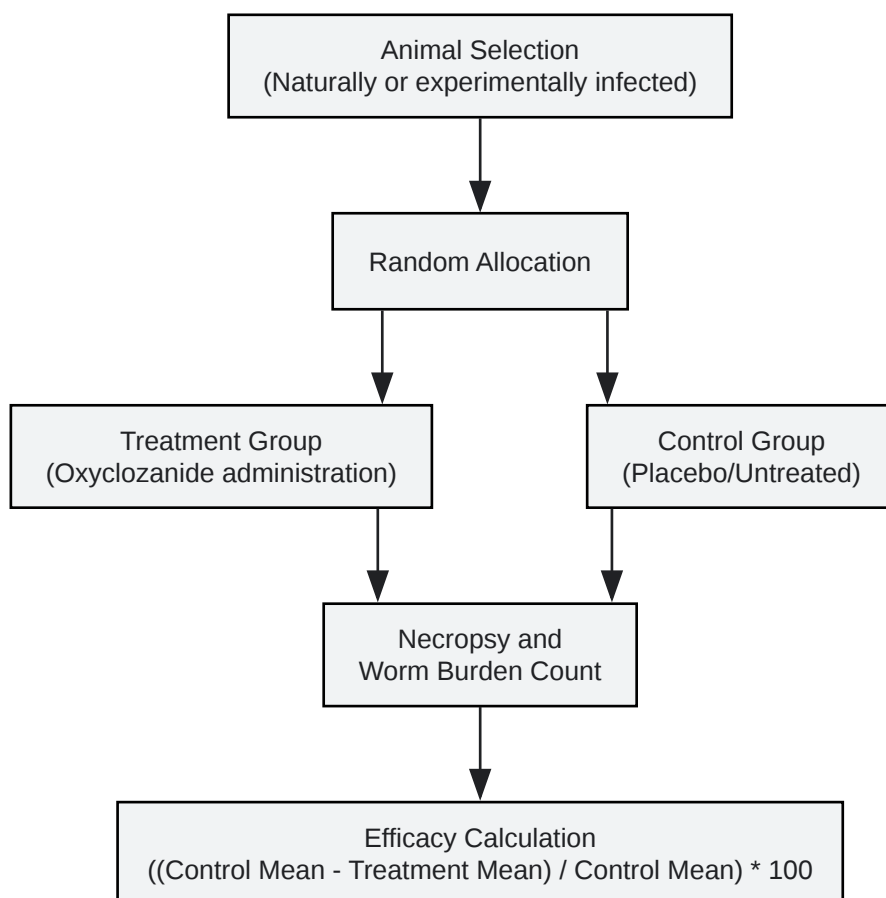 Animal Selection
(Naturally or experimentally infected)
Random Allocation
Treatment Group
(Oxyclozanide administration)
Control Group
(Placebo/Untreated)
Necropsy and
Worm Burden Count
Efficacy Calculation
((Control Mean - Treatment Mean) / Control Mean) * 100